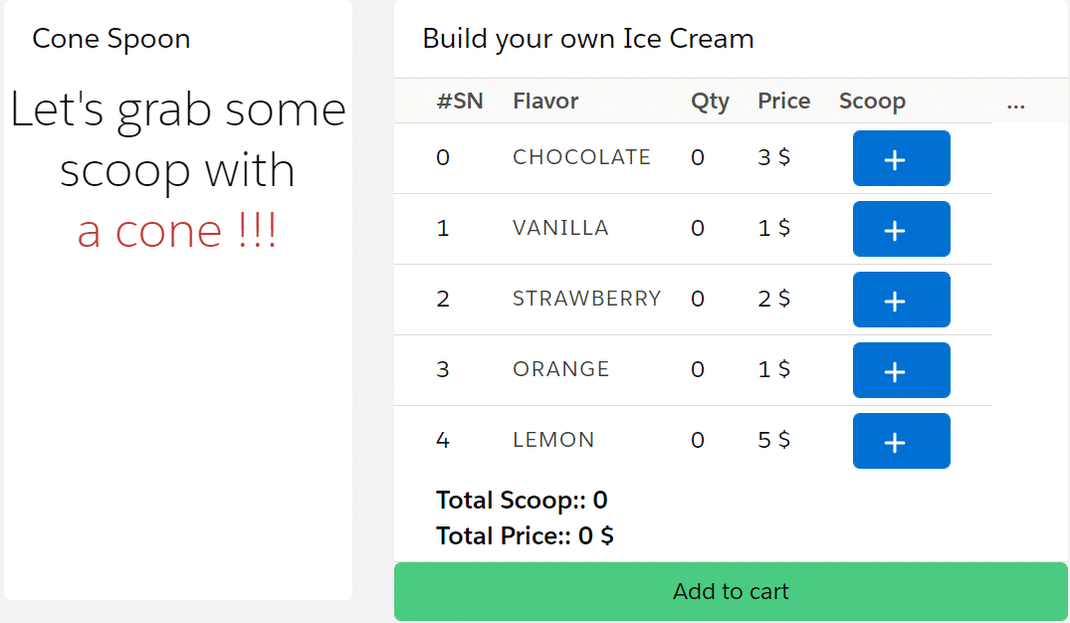 Cone Spoon
Let's grab some
scoop with
a cone !!!
Build your own Ice Cream
#SN Flavor Qty Price Scoop ...
0 CHOCOLATE 0 3 $ +
1 VANILLA 0 1 $ +
2 STRAWBERRY 0 2 $ +
3 ORANGE 0 1 $ +
4 LEMON 0 5 $ +
Total Scoop:: 0
Total Price:: 0 $
Add to cart